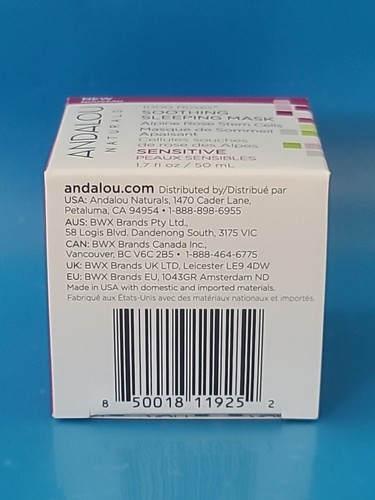 NEW
NOUVEAU
ANDALOU
NATURALS
1000 Roses®
SOOTHING
SLEEPING MASK
Alpine Rose Stem Cells
Masque de Sommeil
Apaisant
Cellules souches
de rose des Alpes
SENSITIVE
PEAUX SENSIBLES
1.7 fl oz / 50 mL
andalou.com Distributed by/Distribué par
USA: Andalou Naturals, 1470 Cader Lane,
Petaluma, CA 94954 • 1-888-898-6955
AUS: BWX Brands Pty Ltd.,
58 Logis Blvd. Dandenong South, 3175 VIC
CAN: BWX Brands Canada Inc.,
Vancouver, BC V6C 2B5 • 1-888-464-6775
UK: BWX Brands UK LTD, Leicester LE9 4DW
EU: BWX Brands EU, 1043GR Amsterdam ND
Made in USA with domestic and imported materials.
Fabriqué aux États-Unis avec des matériaux nationaux et importés.
8 50018 11925 2